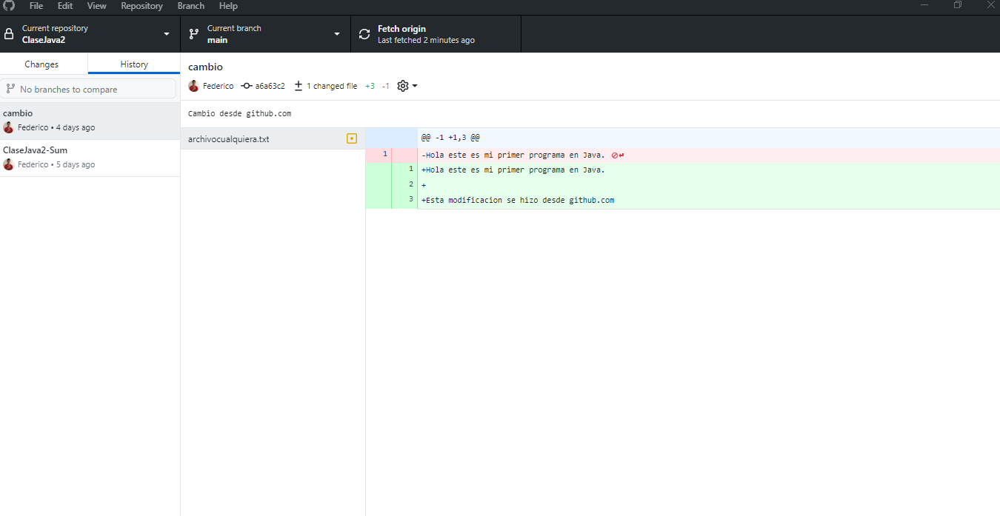 File Edit View Repository Branch Help
Current repository
ClaseJava2
Current branch
main
Fetch origin
Last fetched 2 minutes ago
Changes History
No branches to compare
cambio
Federico • 4 days ago
ClaseJava2-Sum
Federico • 5 days ago
cambio
Federico a6a63c2 1 changed file +3 -1
Cambio desde github.com
archivocualquiera.txt
@@ -1 +1,3 @@
1 -Hola este es mi primer programa en Java.
1 +Hola este es mi primer programa en Java.
2 +
3 +Esta modificacion se hizo desde github.com